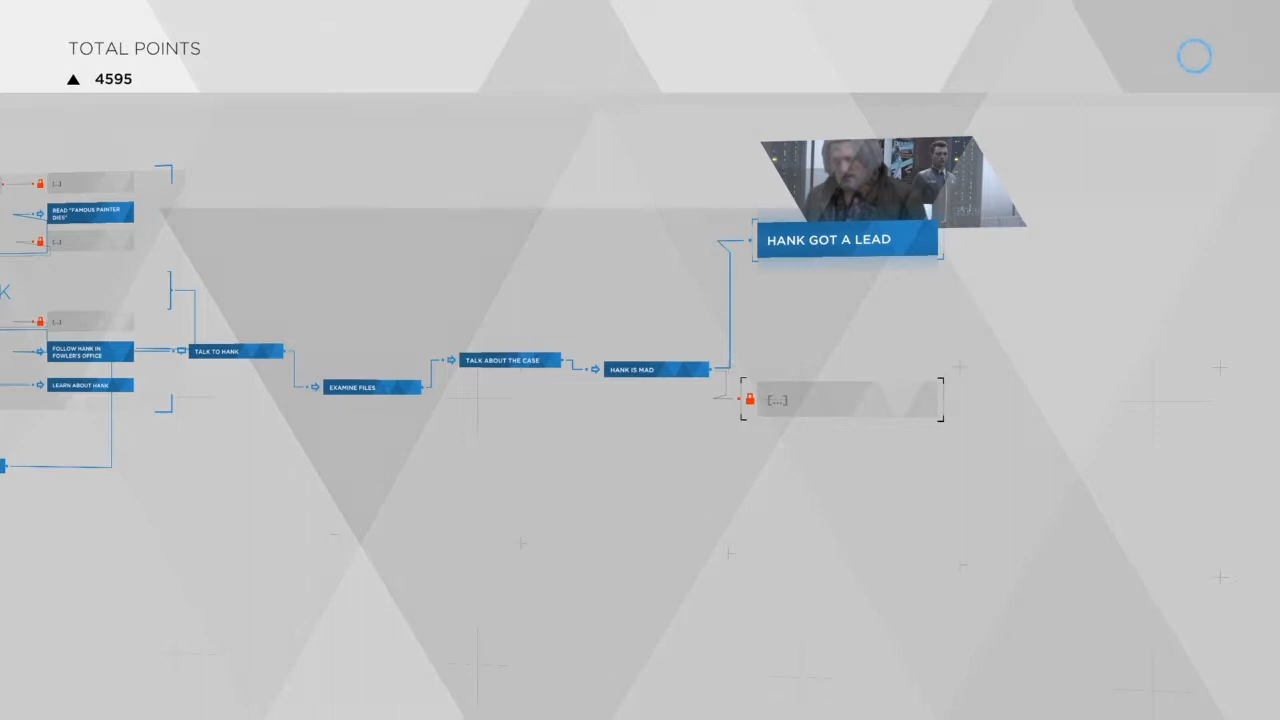 TOTAL POINTS
4595
[...]
READ "FAMOUS PAINTER
DIES"
[...]
HANK GOT A LEAD
K
[...]
FOLLOW HANK IN
FOWLER'S OFFICE
TALK TO HANK
TALK ABOUT THE CASE
HANK IS MAD
LEARN ABOUT HANK
EXAMINE FILES
[...]